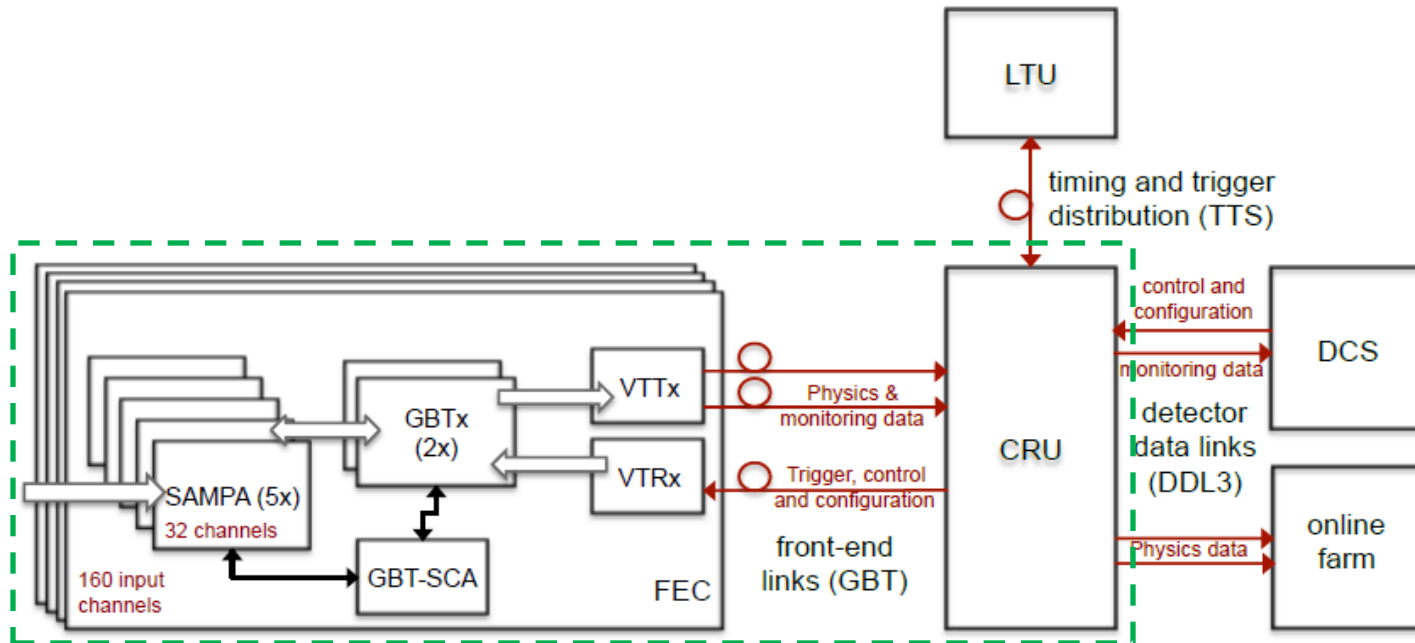 LTU
timing and trigger
distribution (TTS)
control and
configuration
DCS
monitoring data
detector
data links
(DDL3)
online
farm
Physics data
CRU
VTTx
Physics &
monitoring data
VTRx
Trigger, control
and configuration
front-end
links (GBT)
GBTx
(2x)
SAMPA (5x)
32 channels
GBT-SCA
160 input
channels
FEC